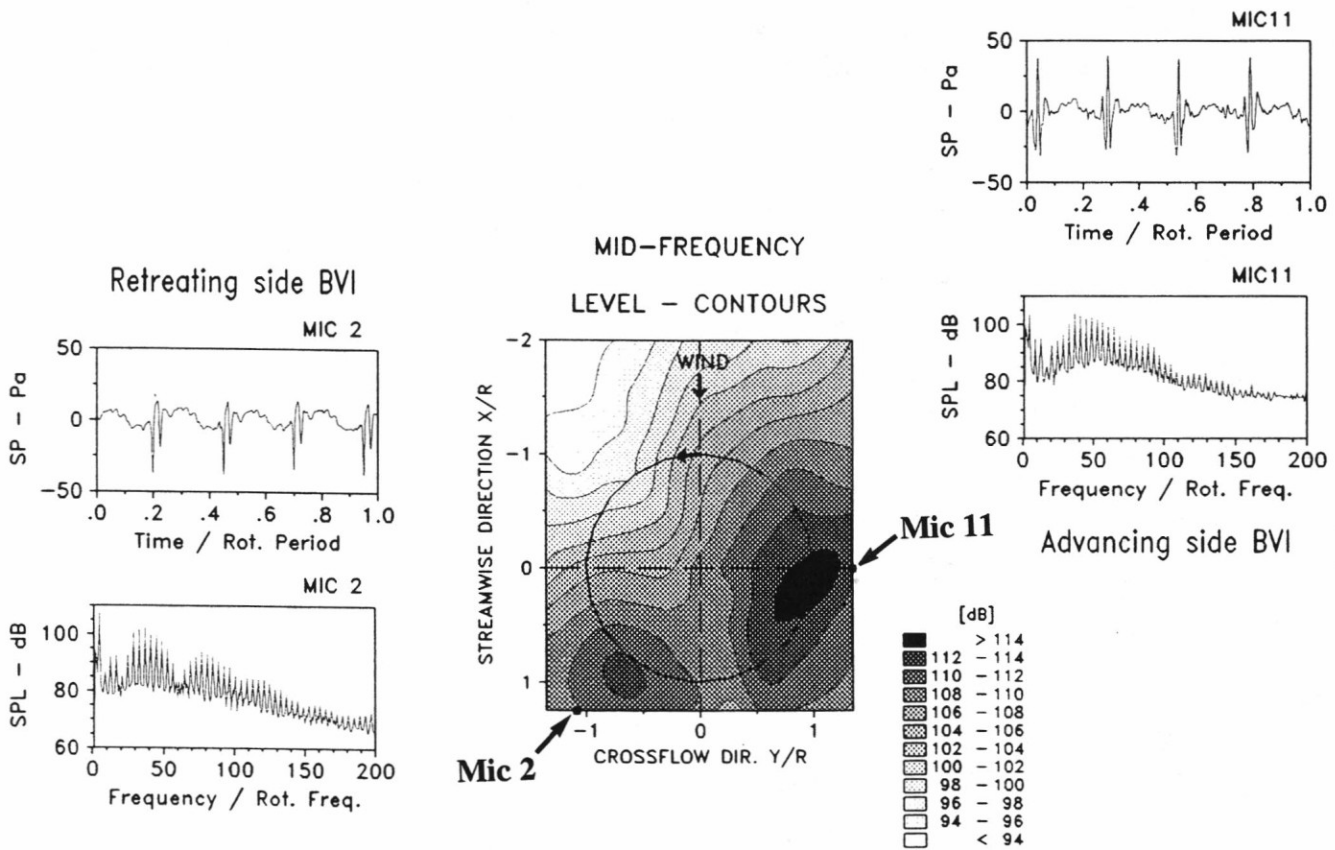 MIC11
50
0
−50
SP − Pa
.0 .2 .4 .6 .8 1.0
Time / Rot. Period
MID−FREQUENCY
LEVEL − CONTOURS
Retreating side BVI
MIC 2
50
0
−50
SP − Pa
.0 .2 .4 .6 .8 1.0
Time / Rot. Period
−2
−1
0
1
STREAMWISE DIRECTION X/R
WIND
−1 0 1
CROSSFLOW DIR. Y/R
MIC11
100
80
60
SPL − dB
0 50 100 150 200
Frequency / Rot. Freq.
Mic 11
Advancing side BVI
MIC 2
100
80
60
SPL − dB
0 50 100 150 200
Frequency / Rot. Freq.
Mic 2
[dB]
> 114
112 − 114
110 − 112
108 − 110
106 − 108
104 − 106
102 − 104
100 − 102
98 − 100
96 − 98
94 − 96
< 94